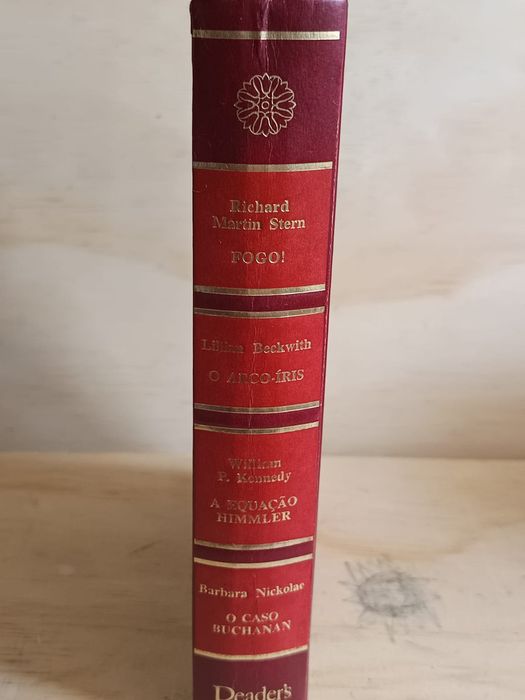 Richard
Martin Stern
FOGO!
Lillian Beckwith
O ARCO-ÍRIS
William
P. Kennedy
A EQUAÇÃO
HIMMLER
Barbara Nickolae
O CASO
BUCHANAN
Reader's